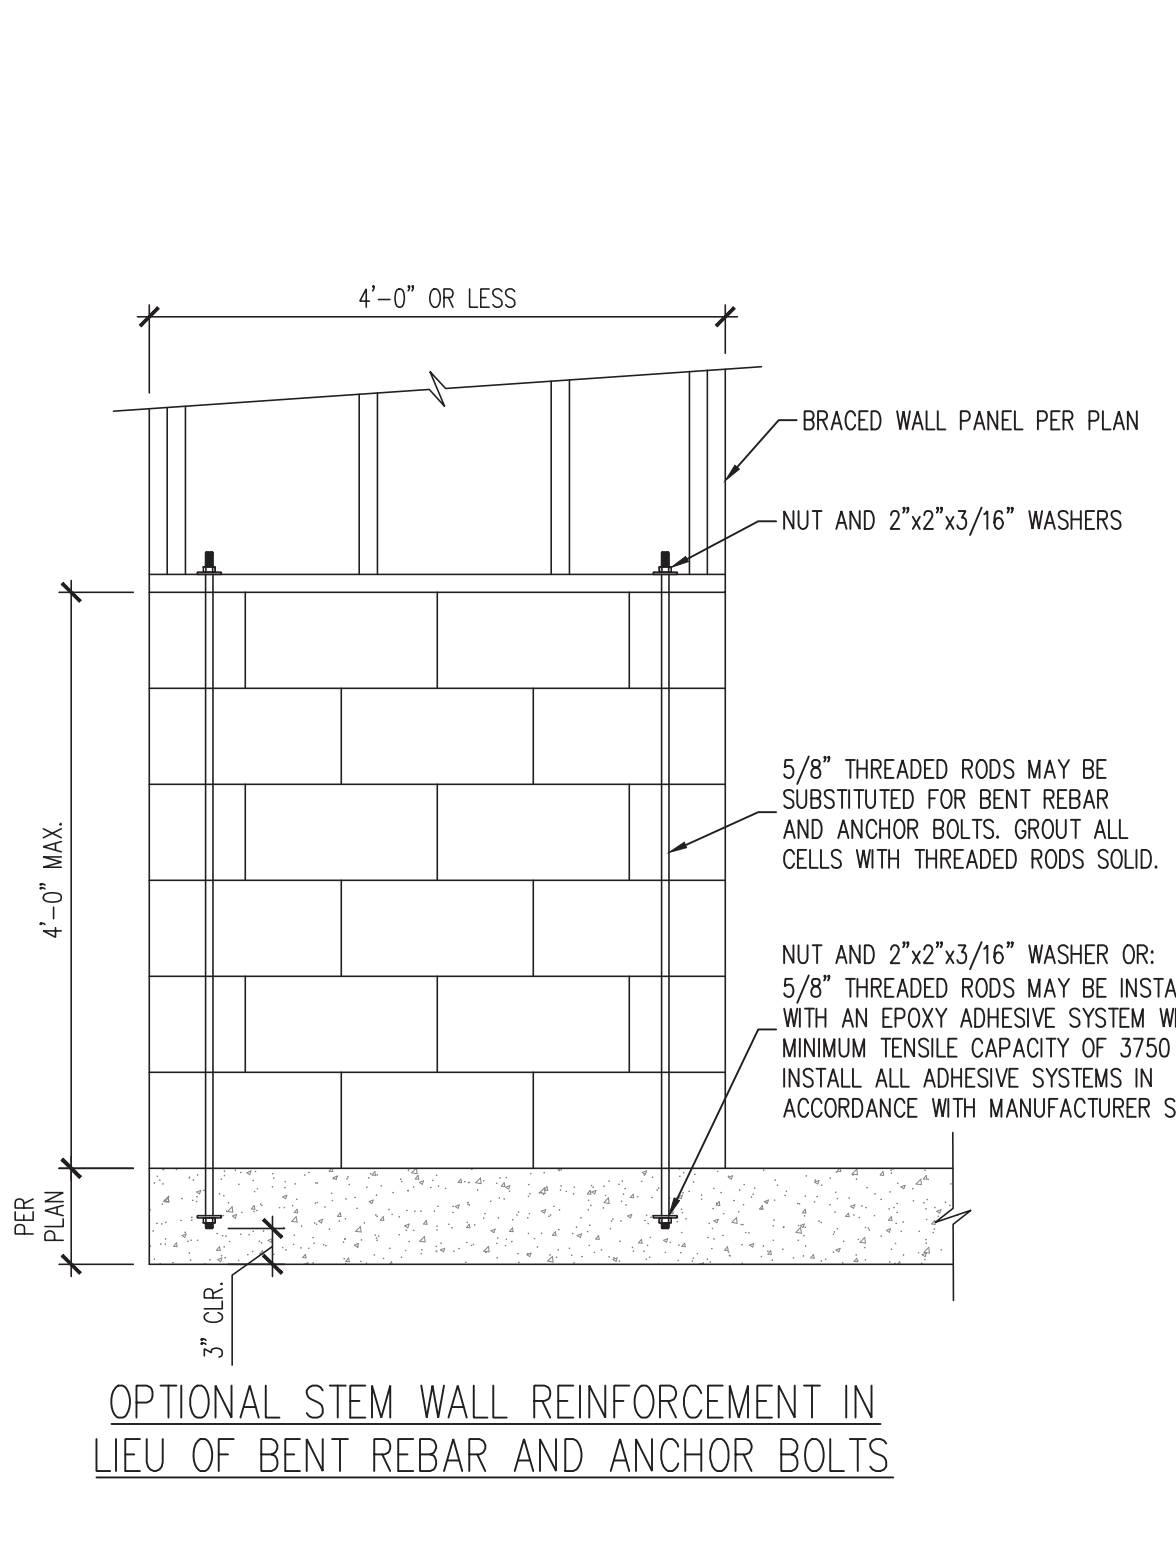 4'-0" OR LESS
BRACED WALL PANEL PER PLAN
NUT AND 2"x2"x3/16" WASHERS
4'-0" MAX.
5/8" THREADED RODS MAY BE
SUBSTITUTED FOR BENT REBAR
AND ANCHOR BOLTS. GROUT ALL
CELLS WITH THREADED RODS SOLID.
NUT AND 2"x2"x3/16" WASHER OR:
5/8" THREADED RODS MAY BE
WITH AN EPOXY ADHESIVE SYSTEM
MINIMUM TENSILE CAPACITY OF 3750
INSTALL ALL ADHESIVE SYSTEMS IN
ACCORDANCE WITH MANUFACTURER
PER
PLAN
3" CLR.
OPTIONAL STEM WALL REINFORCEMENT IN
LIEU OF BENT REBAR AND ANCHOR BOLTS